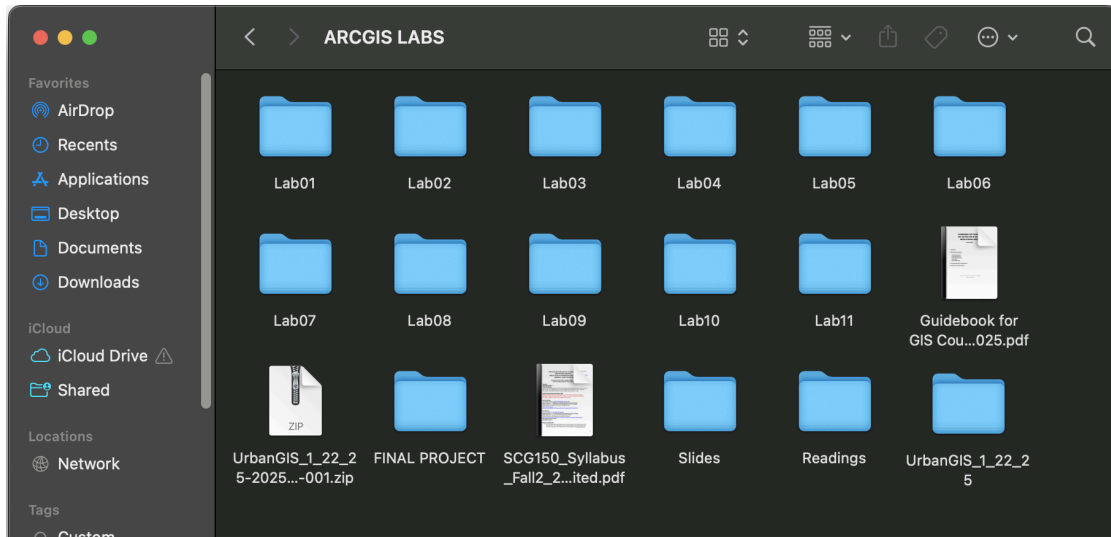 ARCGIS LABS
Favorites
AirDrop
Recents
Applications
Desktop
Documents
Downloads
iCloud
iCloud Drive
Shared
Locations
Network
Tags
Custom
Lab01
Lab02
Lab03
Lab04
Lab05
Lab06
Lab07
Lab08
Lab09
Lab10
Lab11
Guidebook for
GIS Cou...025.pdf
ZIP
UrbanGIS_1_22_2
5-2025...-001.zip
FINAL PROJECT
SCG150_Syllabus
_Fall2_2...ited.pdf
Slides
Readings
UrbanGIS_1_22_2
5